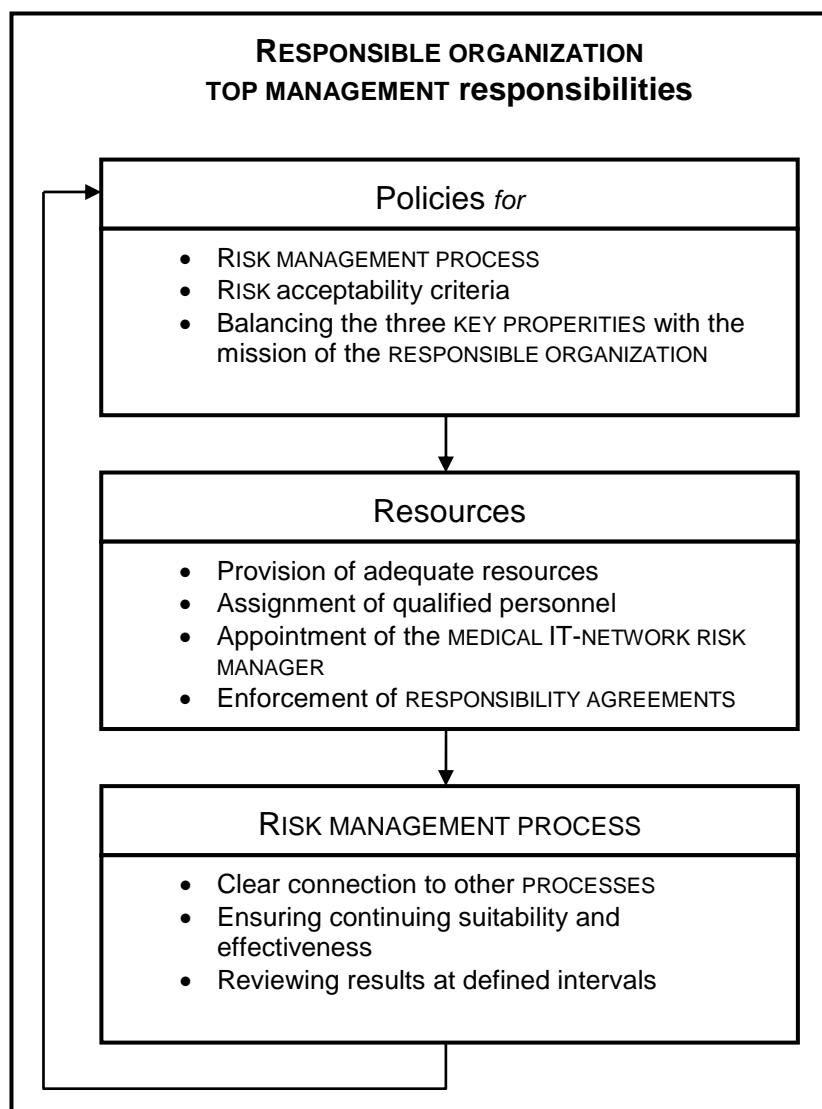 RESPONSIBLE ORGANIZATION
TOP MANAGEMENT responsibilities
Policies for
• RISK MANAGEMENT PROCESS
• RISK acceptability criteria
• Balancing the three KEY PROPERITIES with the
mission of the RESPONSIBLE ORGANIZATION
Resources
• Provision of adequate resources
• Assignment of qualified personnel
• Appointment of the MEDICAL IT-NETWORK RISK
MANAGER
• Enforcement of RESPONSIBILITY AGREEMENTS
RISK MANAGEMENT PROCESS
• Clear connection to other PROCESSES
• Ensuring continuing suitability and
effectiveness
• Reviewing results at defined intervals